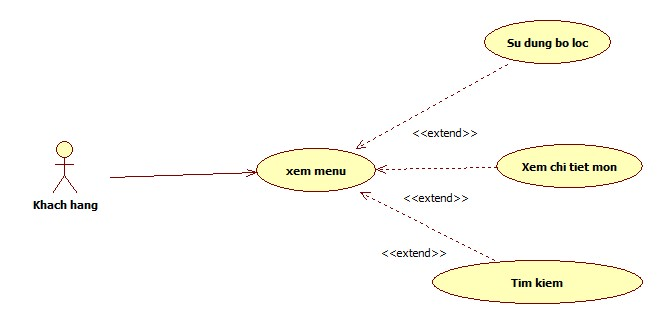 Su dung bo loc
<<extend>>
xem menu
Xem chi tiet mon
<<extend>>
Khach hang
<<extend>>
Tim kiem